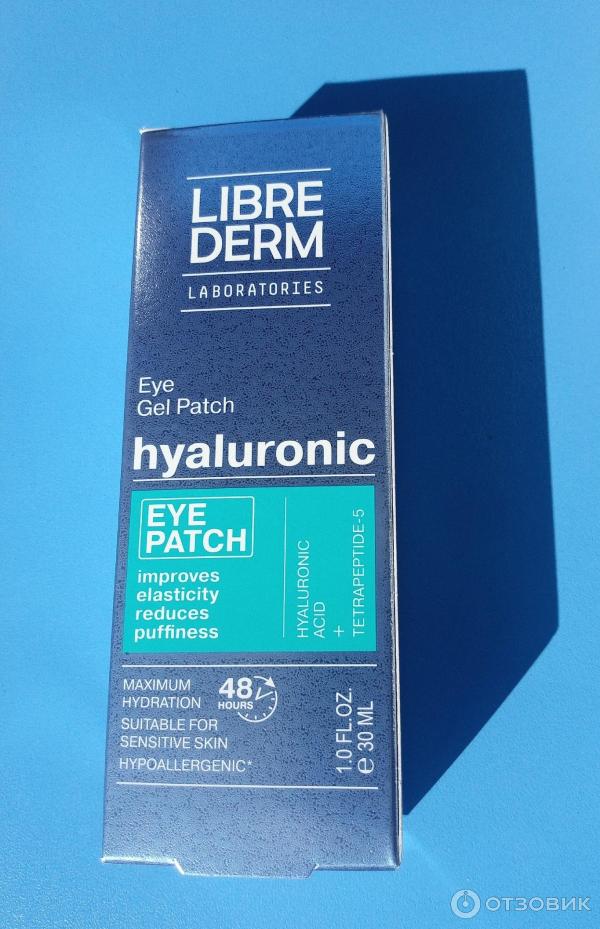 LIBRE
DERM
LABORATORIES
Eye
Gel Patch
hyaluronic
EYE
PATCH
improves
elasticity
reduces
puffiness
HYALURONIC
ACID
+
TETRAPEPTIDE-5
MAXIMUM
HYDRATION
48
HOURS
SUITABLE FOR
SENSITIVE SKIN
HYPOALLERGENIC*
1.0 FL.OZ.
℮ 30 ML
ОТЗОВИК